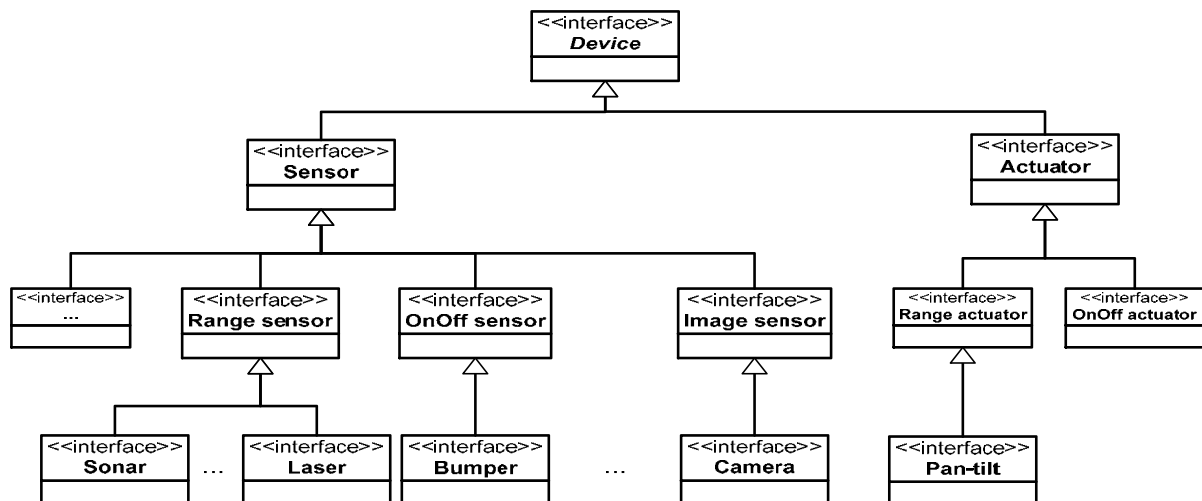 <<interface>>
Device
<<interface>>
Sensor
<<interface>>
Actuator
<<interface>>
...
<<interface>>
Range sensor
<<interface>>
OnOff sensor
<<interface>>
Image sensor
<<interface>>
Range actuator
<<interface>>
OnOff actuator
<<interface>>
Sonar
...
<<interface>>
Laser
<<interface>>
Bumper
...
<<interface>>
Camera
<<interface>>
Pan-tilt